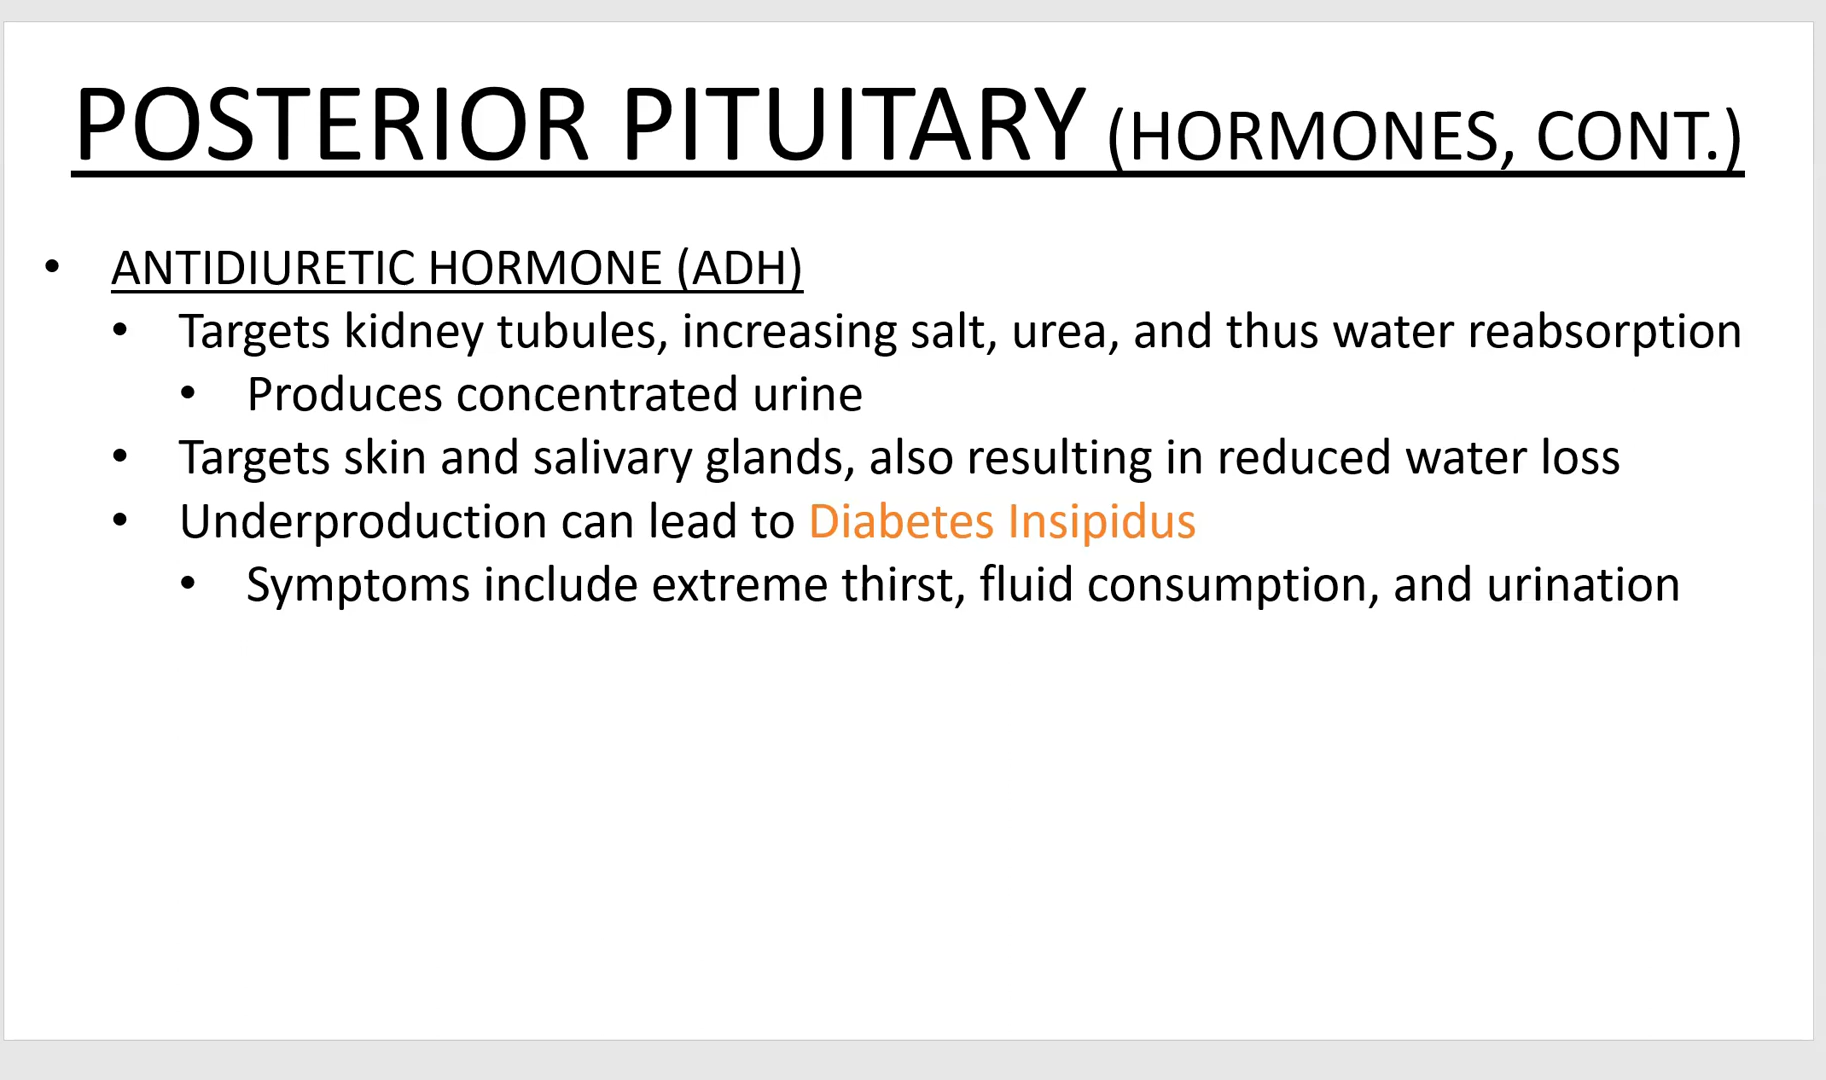 POSTERIOR PITUITARY (HORMONES, CONT.)
• ANTIDIURETIC HORMONE (ADH)
• Targets kidney tubules, increasing salt, urea, and thus water reabsorption
• Produces concentrated urine
• Targets skin and salivary glands, also resulting in reduced water loss
• Underproduction can lead to Diabetes Insipidus
• Symptoms include extreme thirst, fluid consumption, and urination